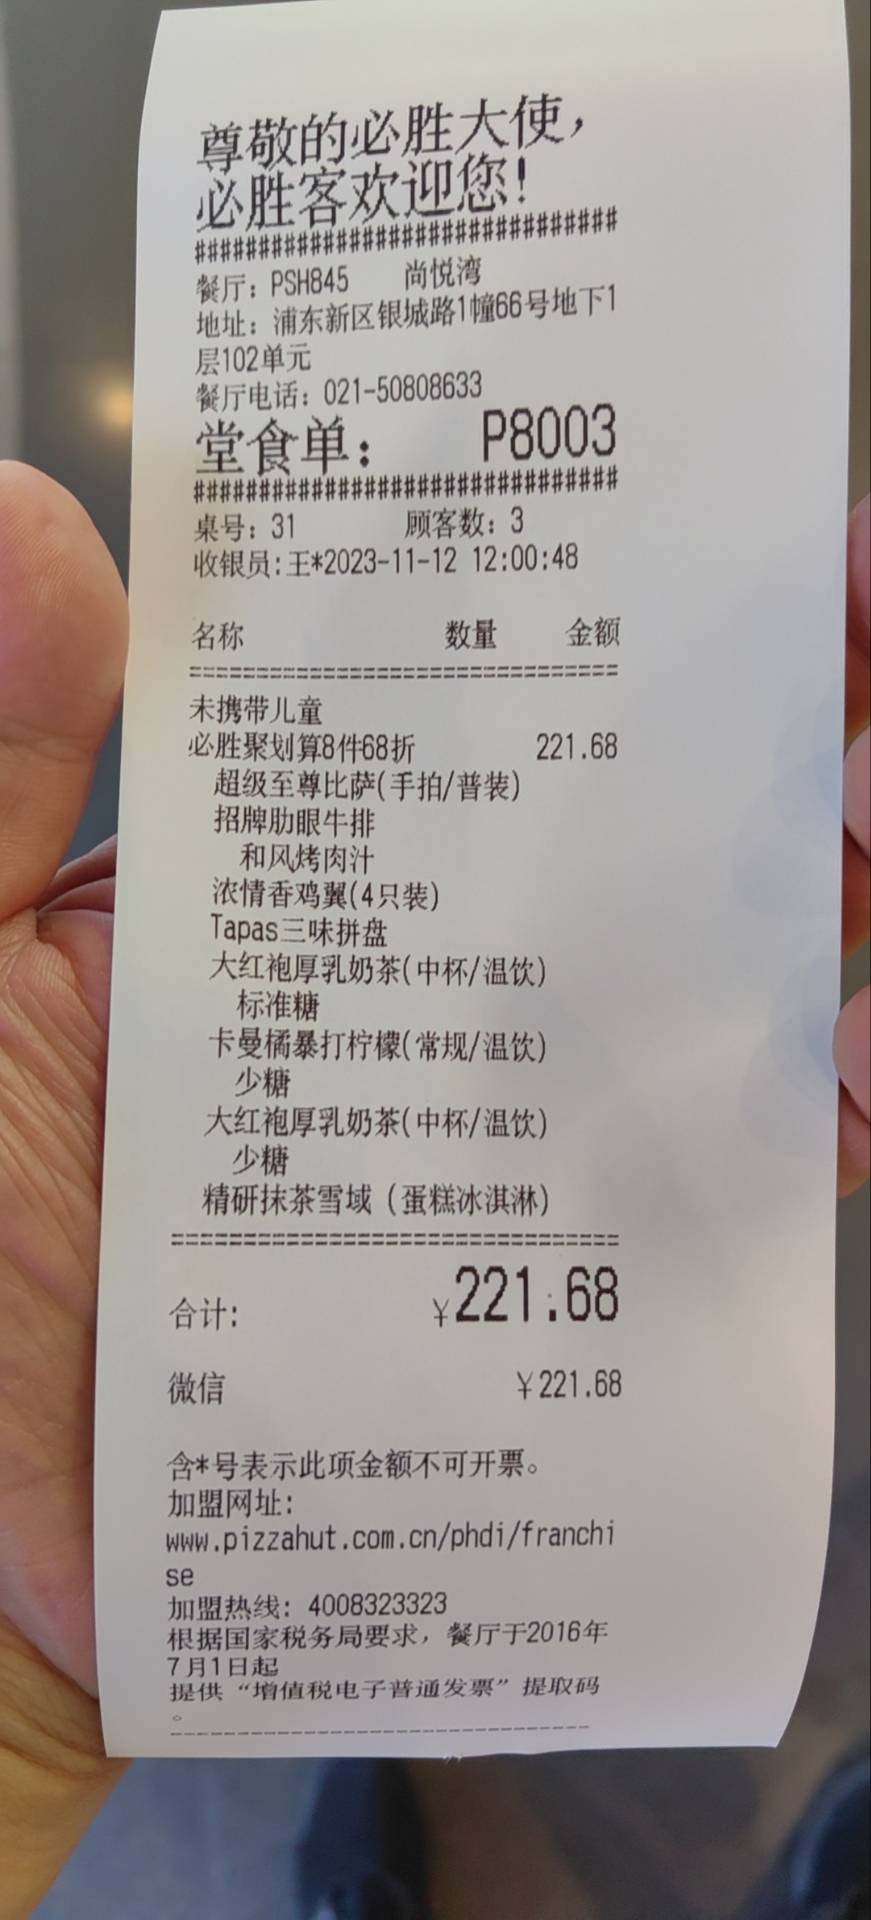 尊敬的必胜大使，
必胜客欢迎您!
################################
餐厅: PSH845 尚悦湾
地址: 浦东新区银城路1幢66号地下1
层102单元
餐厅电话: 021-50808633
堂食单: P8003
################################
桌号: 31 顾客数: 3
收银员:王*2023-11-12 12:00:48
名称 数量 金额
================================
未携带儿童
必胜聚划算8件68折 221.68
超级至尊比萨(手拍/普装)
招牌肋眼牛排
和风烤肉汁
浓情香鸡翼(4只装)
Tapas三味拼盘
大红袍厚乳奶茶(中杯/温饮)
标准糖
卡曼橘暴打柠檬(常规/温饮)
少糖
大红袍厚乳奶茶(中杯/温饮)
少糖
精研抹茶雪域（蛋糕冰淇淋）
================================
合计: ¥221.68
微信 ¥221.68
含*号表示此项金额不可开票。
加盟网址:
www.pizzahut.com.cn/phdi/franchi
se
加盟热线: 4008323323
根据国家税务局要求，餐厅于2016年
7月1日起
提供“增值税电子普通发票”提取码
。
--------------------------------